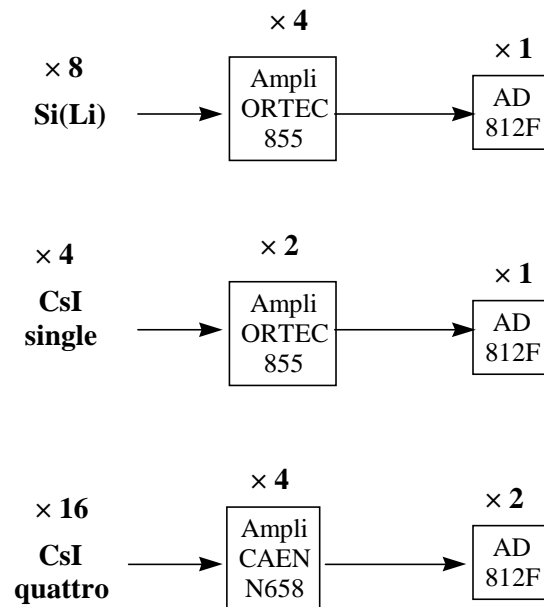 × 8
Si(Li)
× 4
Ampli
ORTEC
855
× 1
AD
812F
× 4
CsI
single
× 2
Ampli
ORTEC
855
× 1
AD
812F
× 16
CsI
quattro
× 4
Ampli
CAEN
N658
× 2
AD
812F